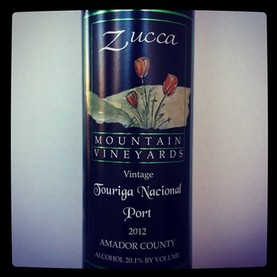 Zucca
MOUNTAIN
VINEYARDS
Vintage
Touriga Nacional
Port
2012
AMADOR COUNTY
ALCOHOL 20.1% BY VOLUME